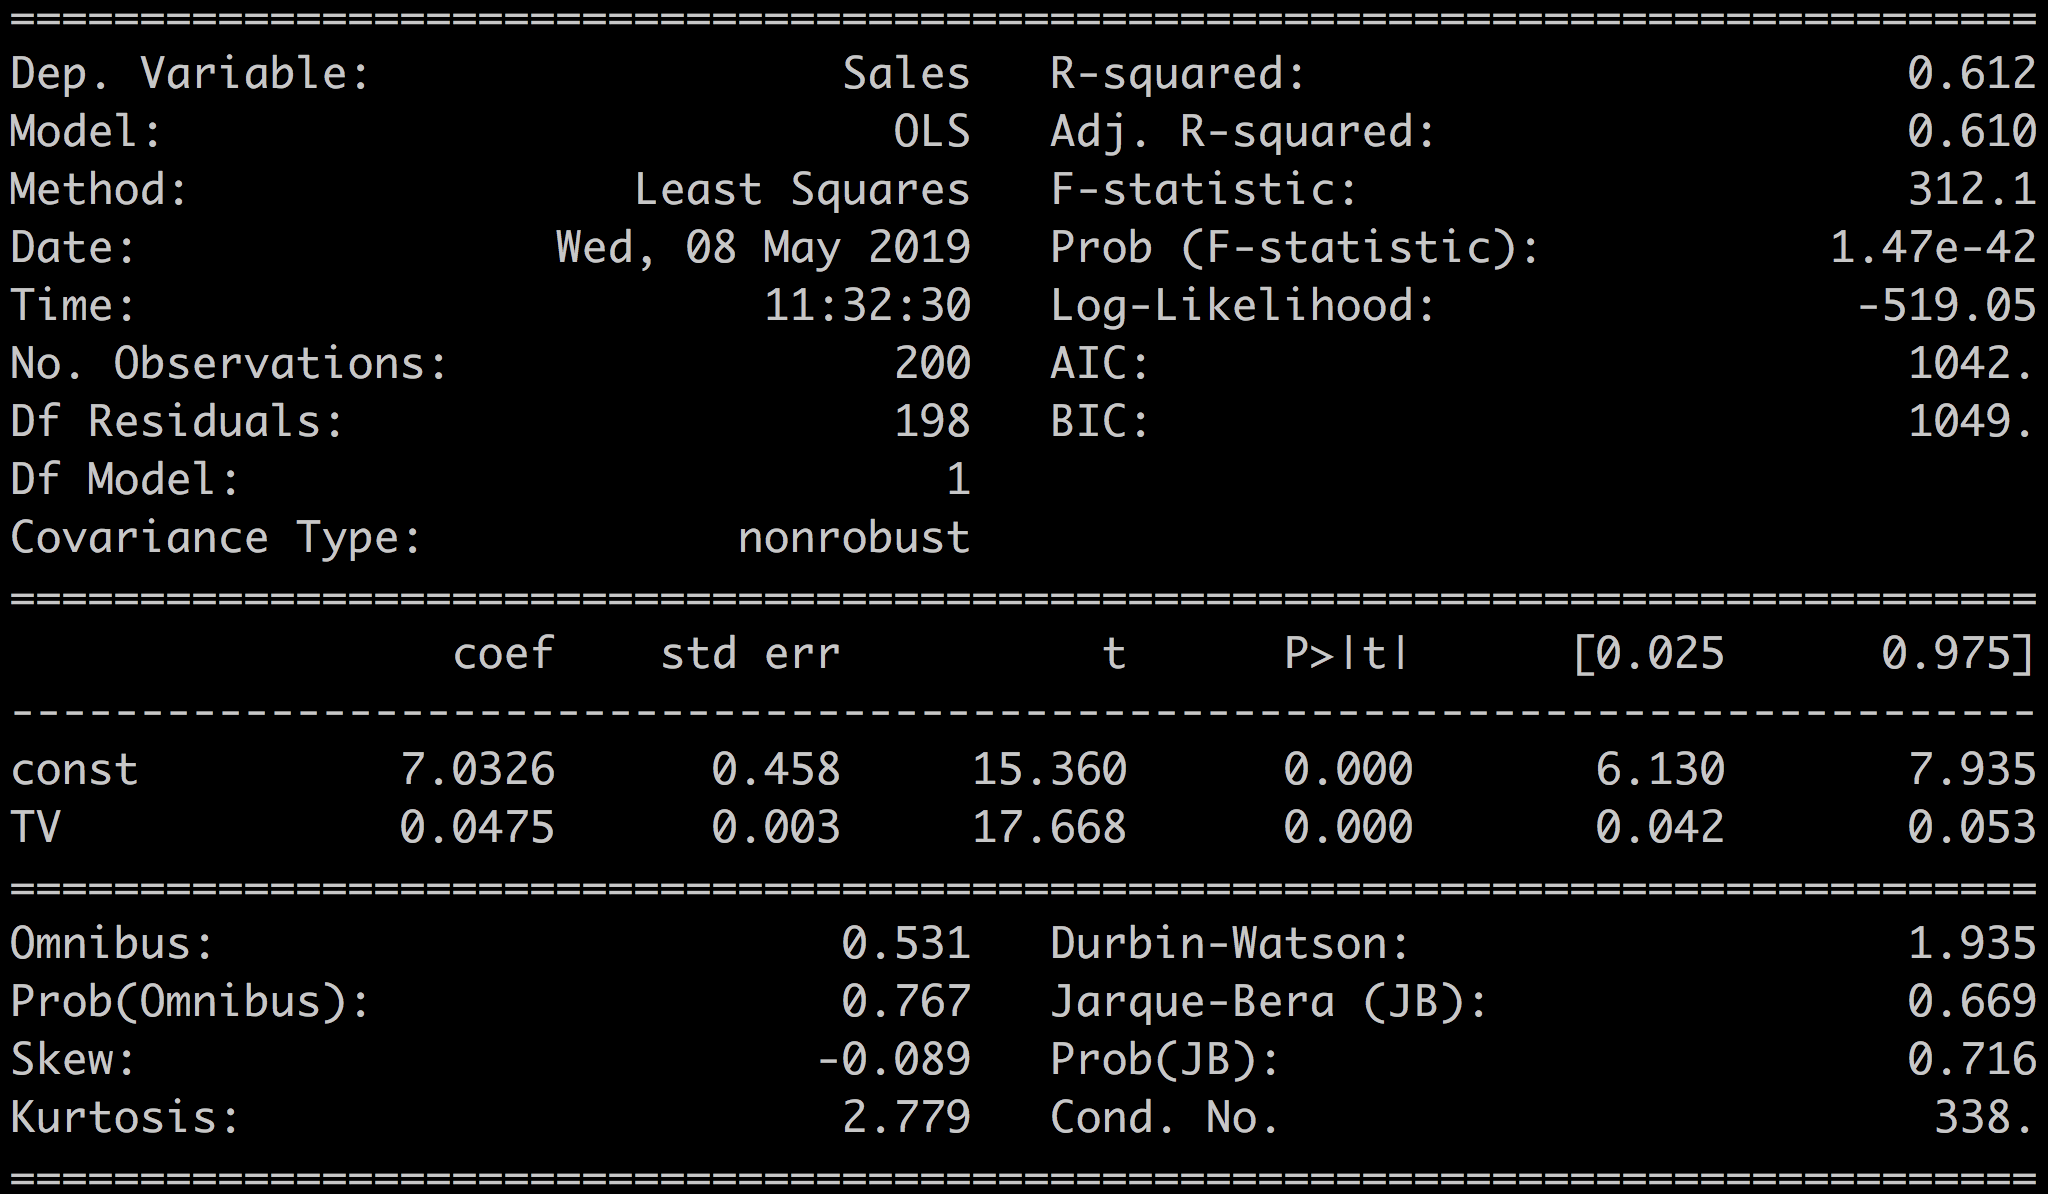 ==============================================================================
Dep. Variable:                  Sales   R-squared:                       0.612
Model:                            OLS   Adj. R-squared:                  0.610
Method:                 Least Squares   F-statistic:                     312.1
Date:                Wed, 08 May 2019   Prob (F-statistic):           1.47e-42
Time:                        11:32:30   Log-Likelihood:                -519.05
No. Observations:                 200   AIC:                             1042.
Df Residuals:                     198   BIC:                             1049.
Df Model:                           1
Covariance Type:            nonrobust
==============================================================================
                 coef    std err          t      P>|t|      [0.025      0.975]
------------------------------------------------------------------------------
const          7.0326      0.458     15.360      0.000       6.130       7.935
TV             0.0475      0.003     17.668      0.000       0.042       0.053
==============================================================================
Omnibus:                        0.531   Durbin-Watson:                   1.935
Prob(Omnibus):                  0.767   Jarque-Bera (JB):                0.669
Skew:                          -0.089   Prob(JB):                        0.716
Kurtosis:                       2.779   Cond. No.                         338.
==============================================================================